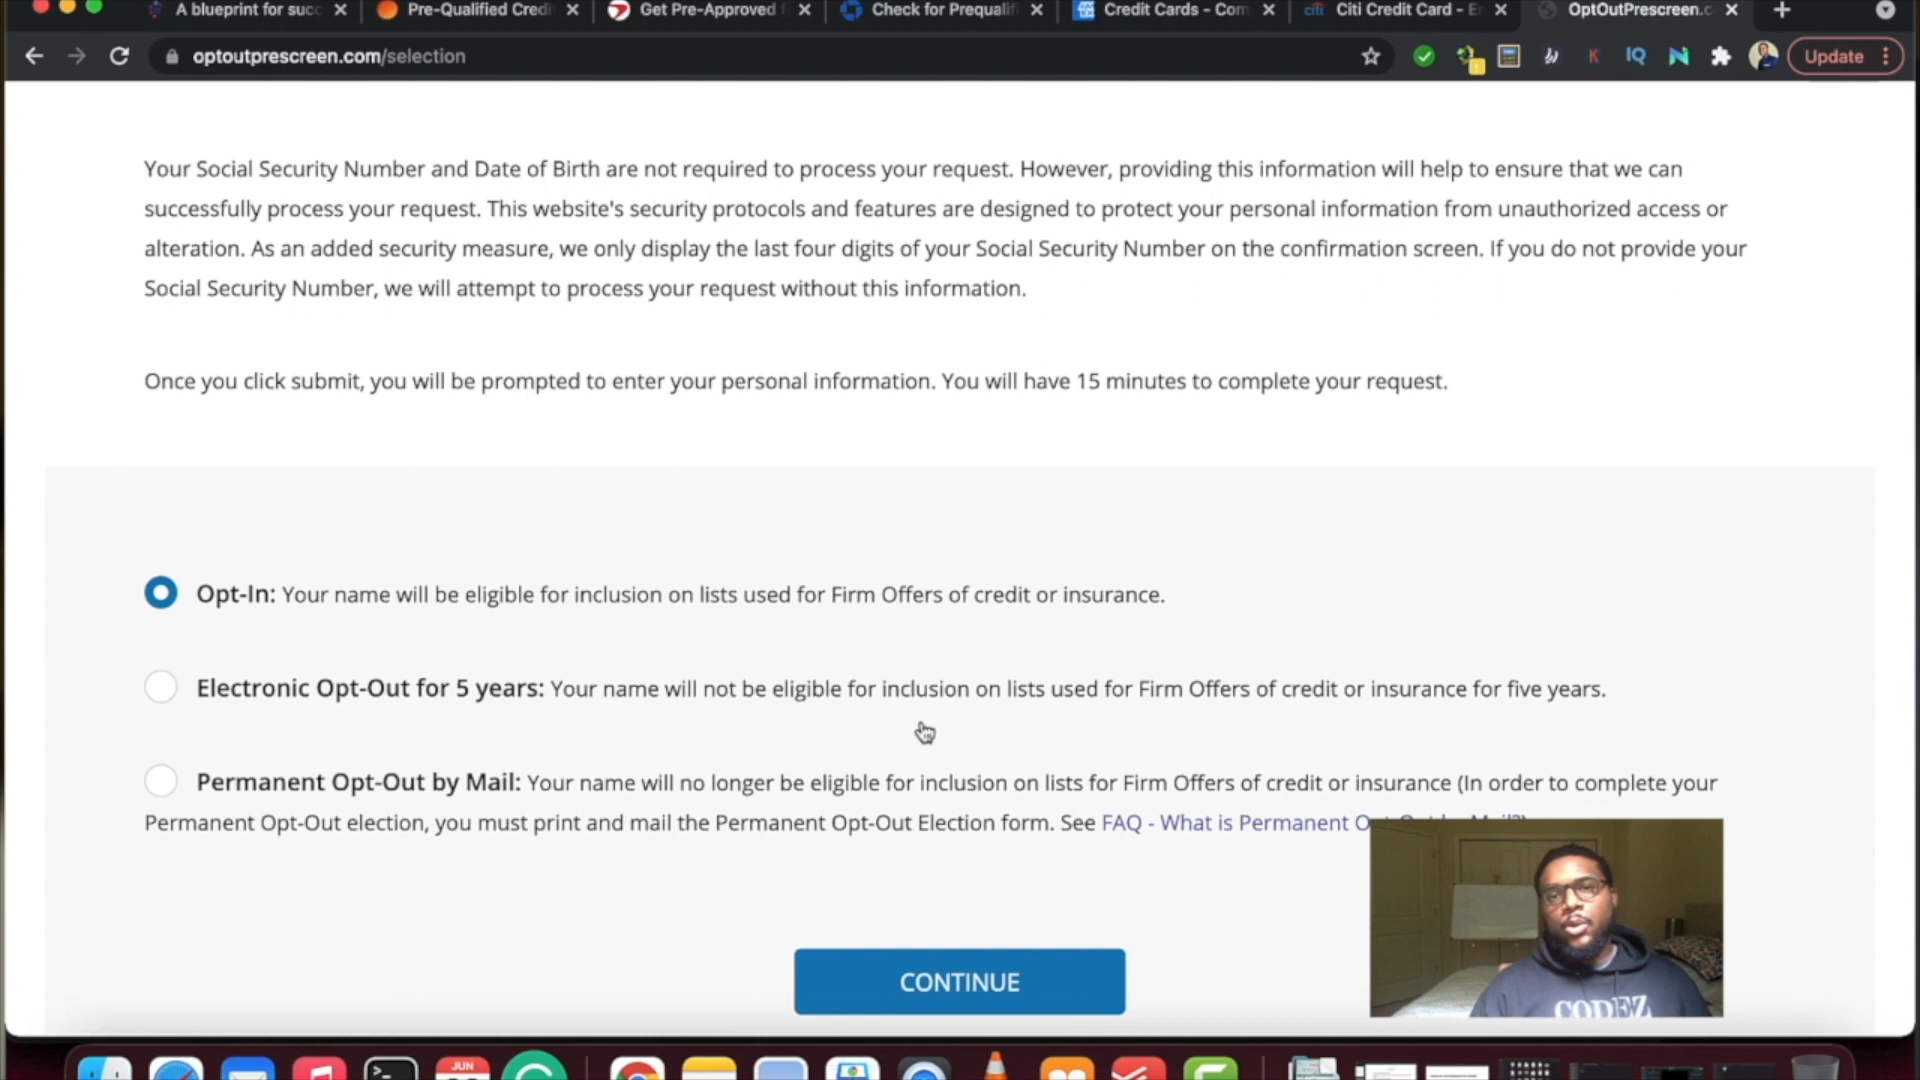 A blueprint for succ
Pre-Qualified Credi
Get Pre-Approved f
Check for Prequalifi
Credit Cards - Com
Citi Credit Card - E
OptOutPrescreen.c
optoutprescreen.com/selection
K
IQ
Update
Your Social Security Number and Date of Birth are not required to process your request. However, providing this information will help to ensure that we can
successfully process your request. This website's security protocols and features are designed to protect your personal information from unauthorized access or
alteration. As an added security measure, we only display the last four digits of your Social Security Number on the confirmation screen. If you do not provide your
Social Security Number, we will attempt to process your request without this information.
Once you click submit, you will be prompted to enter your personal information. You will have 15 minutes to complete your request.
Opt-In: Your name will be eligible for inclusion on lists used for Firm Offers of credit or insurance.
Electronic Opt-Out for 5 years: Your name will not be eligible for inclusion on lists used for Firm Offers of credit or insurance for five years.
Permanent Opt-Out by Mail: Your name will no longer be eligible for inclusion on lists for Firm Offers of credit or insurance (In order to complete your
Permanent Opt-Out election, you must print and mail the Permanent Opt-Out Election form. See FAQ - What is Permanent Opt-Out by Mail?)
CONTINUE
CODEZ
JUN